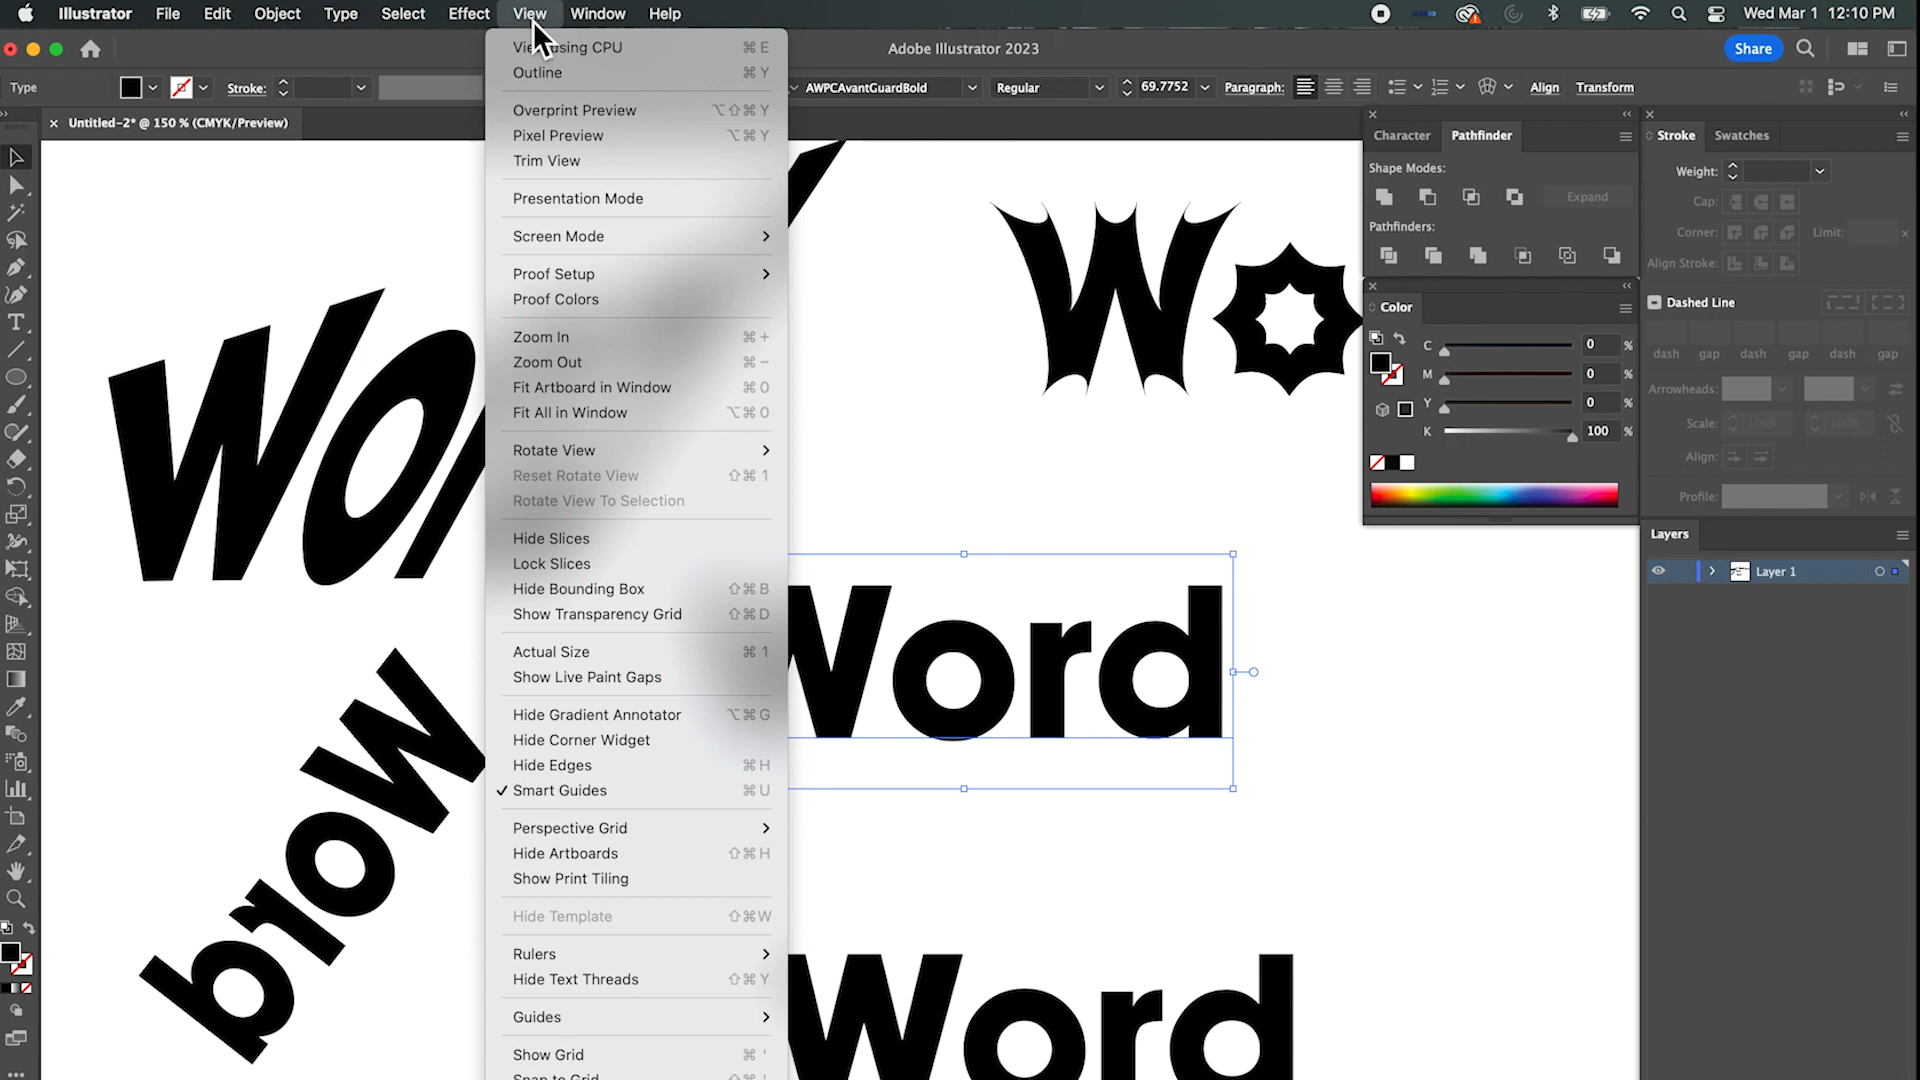 Illustrator File Edit Object Type Select Effect View Window Help Wed Mar 1 12:10 PM
Adobe Illustrator 2023 Share
Type Stroke: AWPCAvantGuardBold Regular 69.7752 Paragraph: Align Transform
× Untitled-2* @ 150 % (CMYK/Preview)
View using CPU ⌘ E
Outline ⌘ Y
Overprint Preview ⌥⇧⌘ Y
Pixel Preview ⌥⌘ Y
Trim View
Presentation Mode
Screen Mode
Proof Setup
Proof Colors
Zoom In ⌘ +
Zoom Out ⌘ −
Fit Artboard in Window ⌘ 0
Fit All in Window ⌥⌘ 0
Rotate View
Reset Rotate View ⇧⌘ 1
Rotate View To Selection
Hide Slices
Lock Slices
Hide Bounding Box ⇧⌘ B
Show Transparency Grid ⇧⌘ D
Actual Size ⌘ 1
Show Live Paint Gaps
Hide Gradient Annotator ⌥⌘ G
Hide Corner Widget
Hide Edges ⌘ H
✓ Smart Guides ⌘ U
Perspective Grid
Hide Artboards ⇧⌘ H
Show Print Tiling
Hide Template ⇧⌘ W
Rulers
Hide Text Threads ⇧⌘ Y
Guides
Show Grid ⌘ '
Snap to Grid ⇧⌘ '
Wo
Wo
Word
Word
Word
Character Pathfinder
Shape Modes:
Expand
Pathfinders:
Color
C 0 %
M 0 %
Y 0 %
K 100 %
Stroke Swatches
Weight:
Cap:
Corner: Limit: x
Align Stroke:
Dashed Line
dash gap dash gap dash gap
Arrowheads:
Scale: 100% 100%
Align:
Profile:
Layers
Layer 1